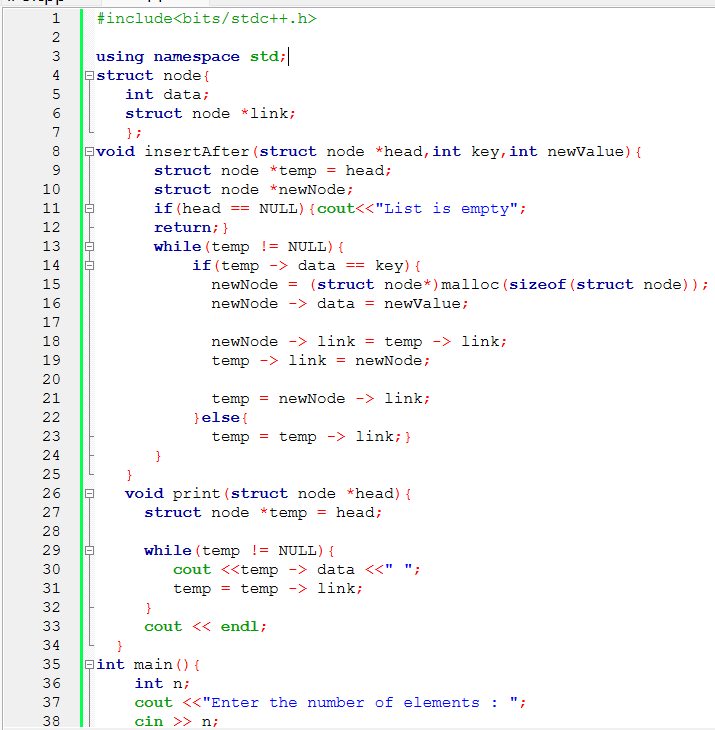 1 #include<bits/stdc++.h>
2
3 using namespace std;
4 struct node{
5 int data;
6 struct node *link;
7 };
8 void insertAfter(struct node *head,int key,int newValue){
9 struct node *temp = head;
10 struct node *newNode;
11 if(head == NULL){cout<<"List is empty";
12 return;}
13 while(temp != NULL){
14 if(temp -> data == key){
15 newNode = (struct node*)malloc(sizeof(struct node));
16 newNode -> data = newValue;
17
18 newNode -> link = temp -> link;
19 temp -> link = newNode;
20
21 temp = newNode -> link;
22 }else{
23 temp = temp -> link;}
24 }
25 }
26 void print(struct node *head){
27 struct node *temp = head;
28
29 while(temp != NULL){
30 cout <<temp -> data <<" ";
31 temp = temp -> link;
32 }
33 cout << endl;
34 }
35 int main(){
36 int n;
37 cout <<"Enter the number of elements : ";
38 cin >> n;